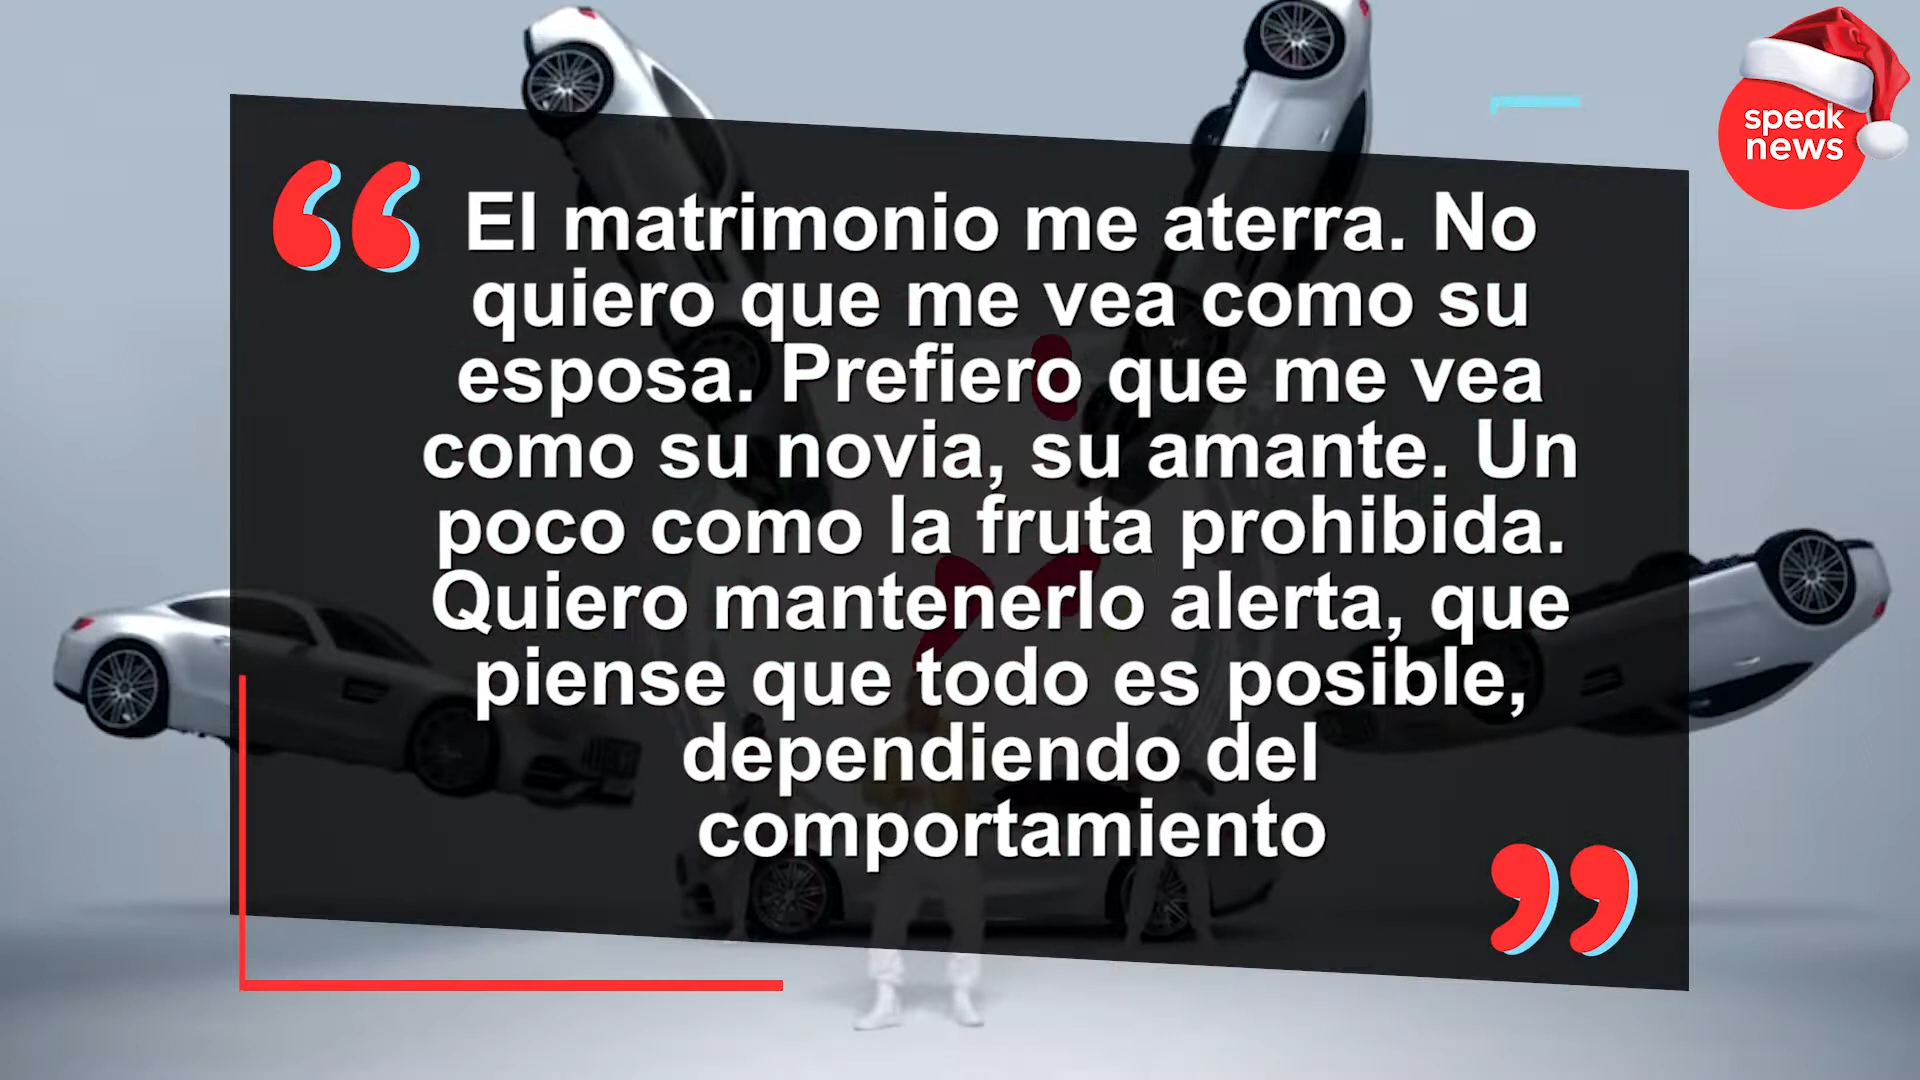 speak
news
El matrimonio me aterra. No
quiero que me vea como su
esposa. Prefiero que me vea
como su novia, su amante. Un
poco como la fruta prohibida.
Quiero mantenerlo alerta, que
piense que todo es posible,
dependiendo del
comportamiento